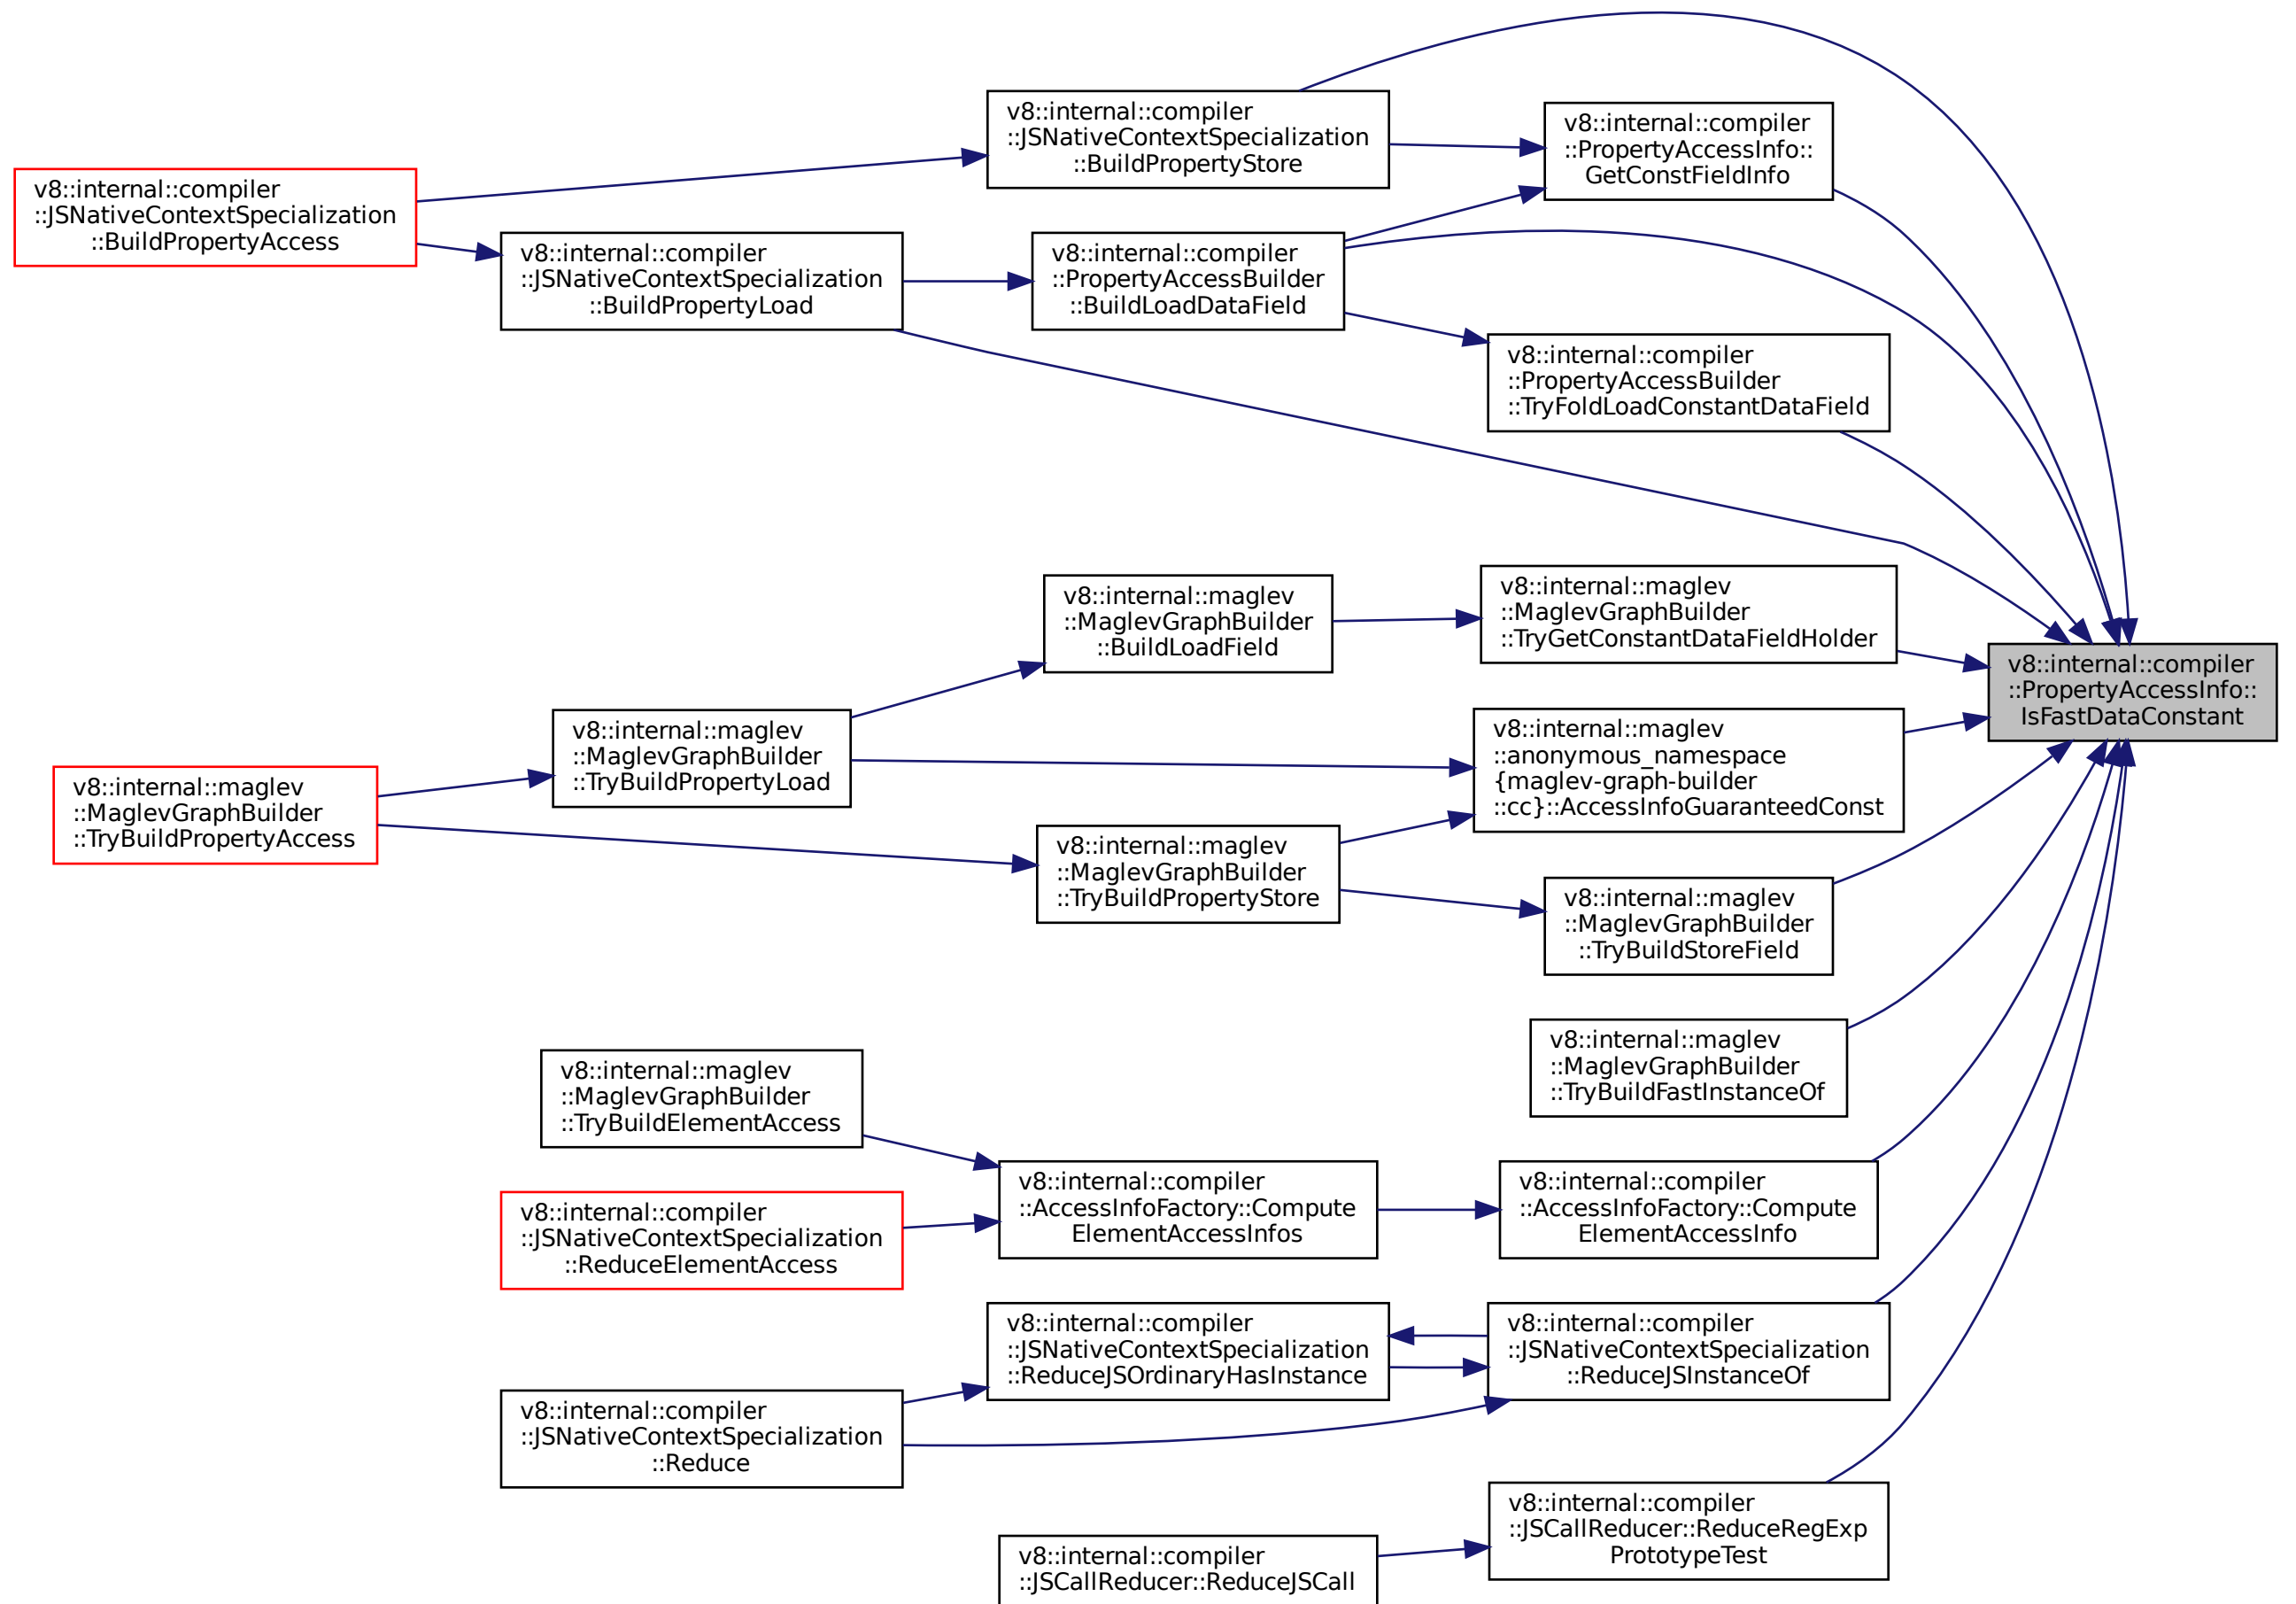 v8::internal::compiler
::JSNativeContextSpecialization
::BuildPropertyStore
v8::internal::compiler
::PropertyAccessInfo::
GetConstFieldInfo
v8::internal::compiler
::JSNativeContextSpecialization
::BuildPropertyAccess
v8::internal::compiler
::JSNativeContextSpecialization
::BuildPropertyLoad
v8::internal::compiler
::PropertyAccessBuilder
::BuildLoadDataField
v8::internal::compiler
::PropertyAccessBuilder
::TryFoldLoadConstantDataField
v8::internal::maglev
::MaglevGraphBuilder
::BuildLoadField
v8::internal::maglev
::MaglevGraphBuilder
::TryGetConstantDataFieldHolder
v8::internal::compiler
::PropertyAccessInfo::
IsFastDataConstant
v8::internal::maglev
::MaglevGraphBuilder
::TryBuildPropertyLoad
v8::internal::maglev
::anonymous_namespace
{maglev-graph-builder
::cc}::AccessInfoGuaranteedConst
v8::internal::maglev
::MaglevGraphBuilder
::TryBuildPropertyAccess
v8::internal::maglev
::MaglevGraphBuilder
::TryBuildPropertyStore
v8::internal::maglev
::MaglevGraphBuilder
::TryBuildStoreField
v8::internal::maglev
::MaglevGraphBuilder
::TryBuildFastInstanceOf
v8::internal::maglev
::MaglevGraphBuilder
::TryBuildElementAccess
v8::internal::compiler
::JSNativeContextSpecialization
::ReduceElementAccess
v8::internal::compiler
::AccessInfoFactory::Compute
ElementAccessInfos
v8::internal::compiler
::AccessInfoFactory::Compute
ElementAccessInfo
v8::internal::compiler
::JSNativeContextSpecialization
::ReduceJSOrdinaryHasInstance
v8::internal::compiler
::JSNativeContextSpecialization
::ReduceJSInstanceOf
v8::internal::compiler
::JSNativeContextSpecialization
::Reduce
v8::internal::compiler
::JSCallReducer::ReduceRegExp
PrototypeTest
v8::internal::compiler
::JSCallReducer::ReduceJSCall